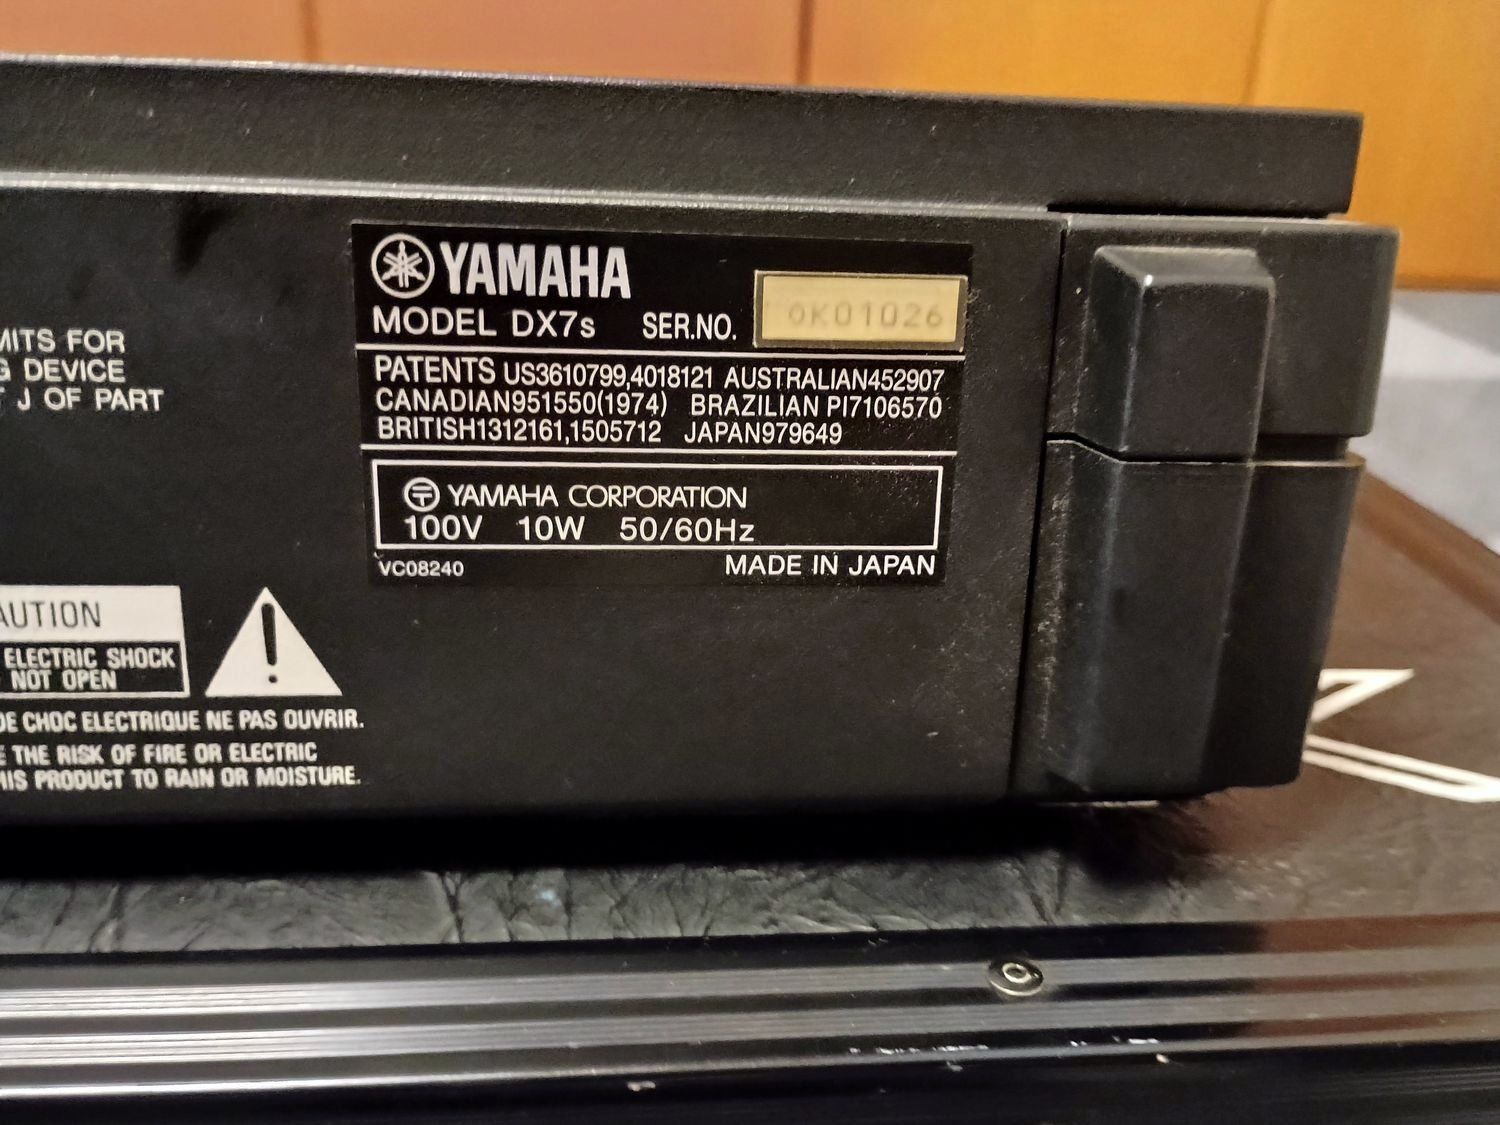 YAMAHA
MODEL DX7s SER.NO. 0K01026
PATENTS US3610799,4018121 AUSTRALIAN452907
CANADIAN951550(1974) BRAZILIAN PI7106570
BRITISH1312161,1505712 JAPAN979649
YAMAHA CORPORATION
100V 10W 50/60Hz
VC08240 MADE IN JAPAN
MITS FOR
G DEVICE
T J OF PART
AUTION
ELECTRIC SHOCK
NOT OPEN
DE CHOC ELECTRIQUE NE PAS OUVRIR.
E THE RISK OF FIRE OR ELECTRIC
HIS PRODUCT TO RAIN OR MOISTURE.